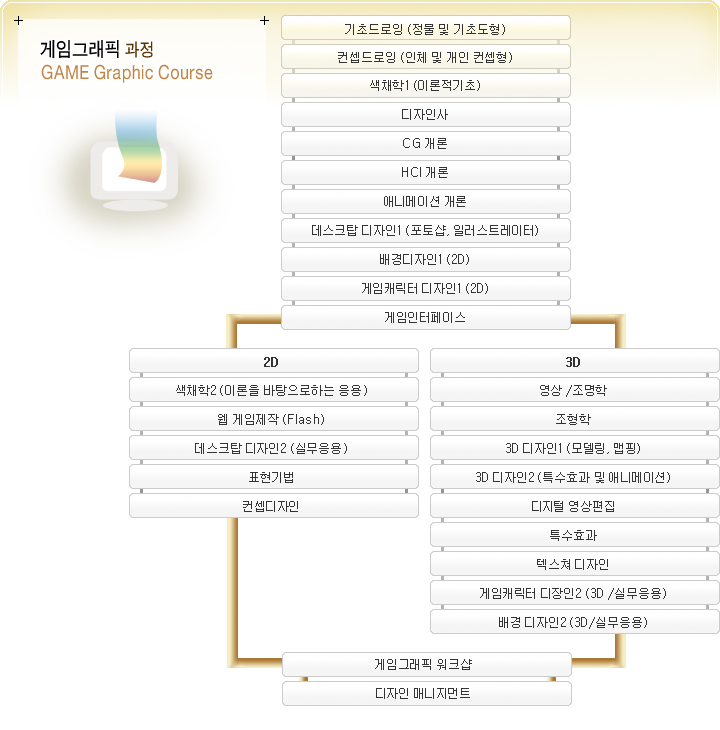 게임그래픽 과정
GAME Graphic Course
기초드로잉 (정물 및 기초도형)
컨셉드로잉 (인체 및 개인 컨셉형)
색채학1 (이론적기초)
디자인사
CG 개론
HCI 개론
애니메이션 개론
데스크탑 디자인1 (포토샵, 일러스트레이터)
배경디자인1 (2D)
게임캐릭터 디자인1 (2D)
게임인터페이스
2D
색채학2 (이론을 바탕으로하는 응용)
웹 게임제작 (Flash)
데스크탑 디자인2 (실무응용)
표현기법
컨셉디자인
3D
영상 /조명학
조형학
3D 디자인1 (모델링, 맵핑)
3D 디자인2 (특수효과 및 애니메이션)
디지털 영상편집
특수효과
텍스쳐 디자인
게임캐릭터 디장인2 (3D /실무응용)
배경 디자인2 (3D/실무응용)
게임그래픽 워크샵
디자인 매니지먼트